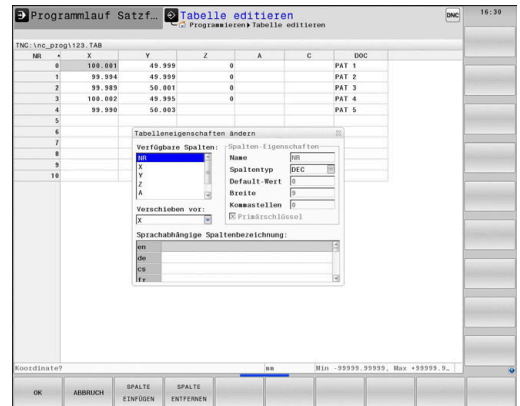 Programmlauf Satzf… Tabelle editieren DNC 16:30
Programmieren Tabelle editieren
TNC:\nc_prog\123.TAB
NR X Y Z A C DOC
0 100.001 49.999 0 PAT 1
1 99.994 49.999 0 PAT 2
2 99.989 50.001 0 PAT 3
3 100.002 49.995 0 PAT 4
4 99.990 50.003 PAT 5
5
6
7
8
9
10
Tabelleneigenschaften ändern
Verfügbare Spalten:
NR
X
Y
Z
A
Verschieben vor:
X
Spalten-Eigenschaften
Name NR
Spaltentyp DEC
Default-Wert 0
Breite 9
Kommastellen 0
Primärschlüssel
Sprachabhängige Spaltenbezeichnung:
en
de
cs
fr
Koordinate? mm Min -99999.99999, Max +99999.9…
OK ABBRUCH SPALTE EINFÜGEN SPALTE ENTFERNEN